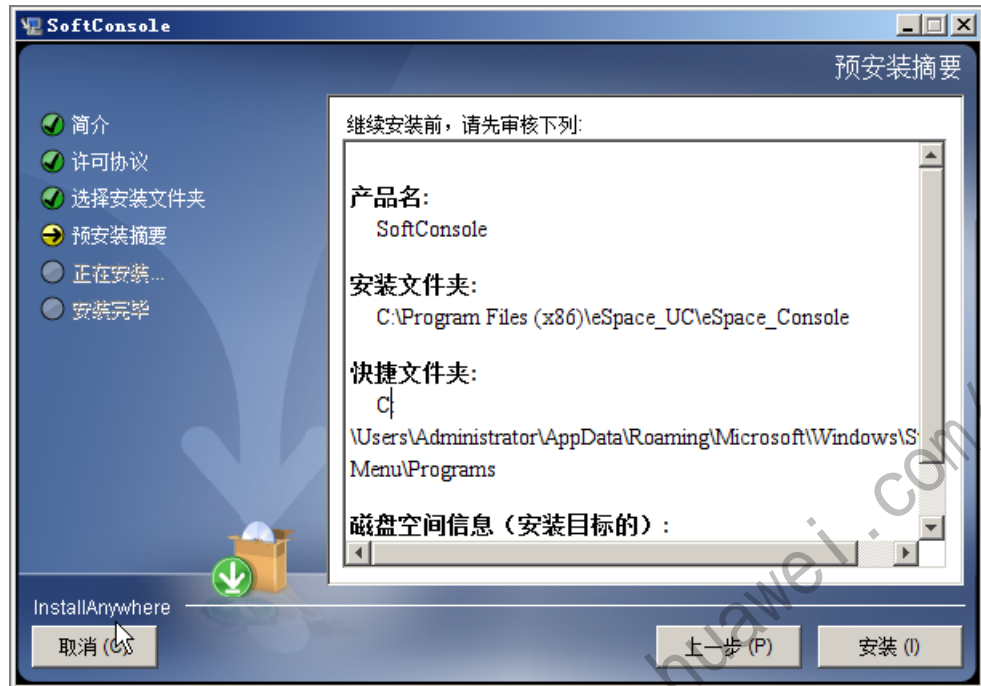 SoftConsole
预安装摘要
简介
许可协议
选择安装文件夹
预安装摘要
正在安装...
安装完毕
继续安装前，请先审核下列:
产品名:
SoftConsole
安装文件夹:
C:\Program Files (x86)\eSpace_UC\eSpace_Console
快捷文件夹:
C:
\Users\Administrator\AppData\Roaming\Microsoft\Windows\S
Menu\Programs
磁盘空间信息（安装目标的）:
InstallAnywhere
取消 (C)
上一步 (P)
安装 (I)
huawei.com/